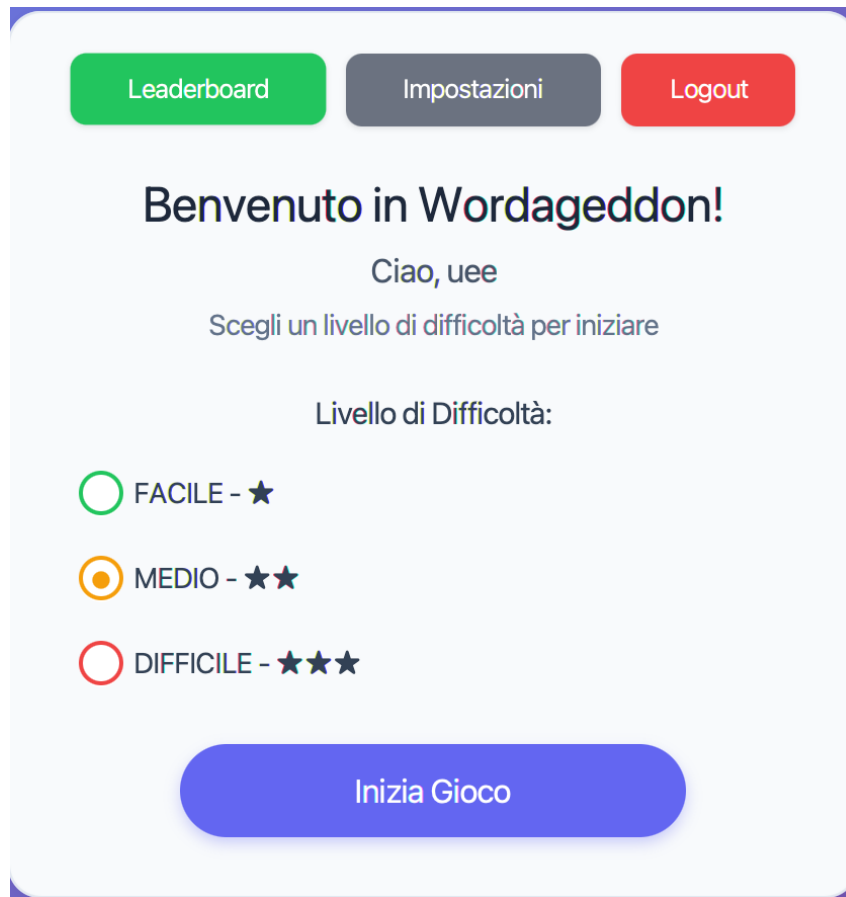 Leaderboard Impostazioni Logout
Benvenuto in Wordageddon!
Ciao, uee
Scegli un livello di difficoltà per iniziare
Livello di Difficoltà:
FACILE - ★
MEDIO - ★★
DIFFICILE - ★★★
Inizia Gioco